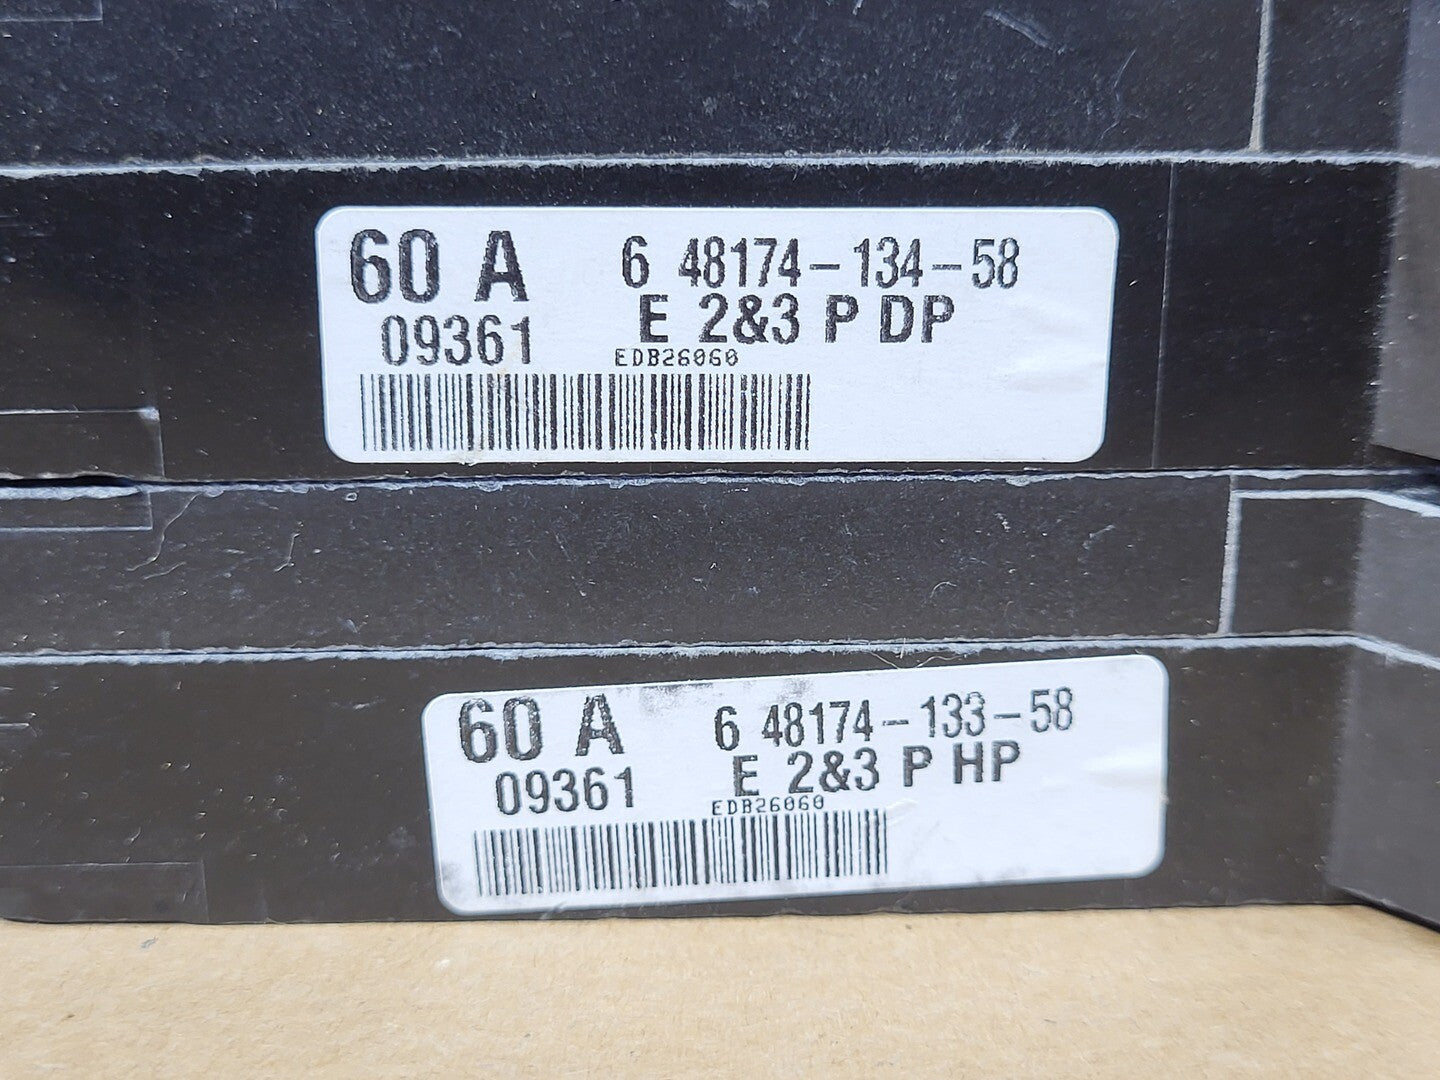 60 A 6 48174-134-58
09361 E 2&3 P DP
EDB26060
60 A 6 48174-133-58
09361 E 2&3 P HP
EDB26060